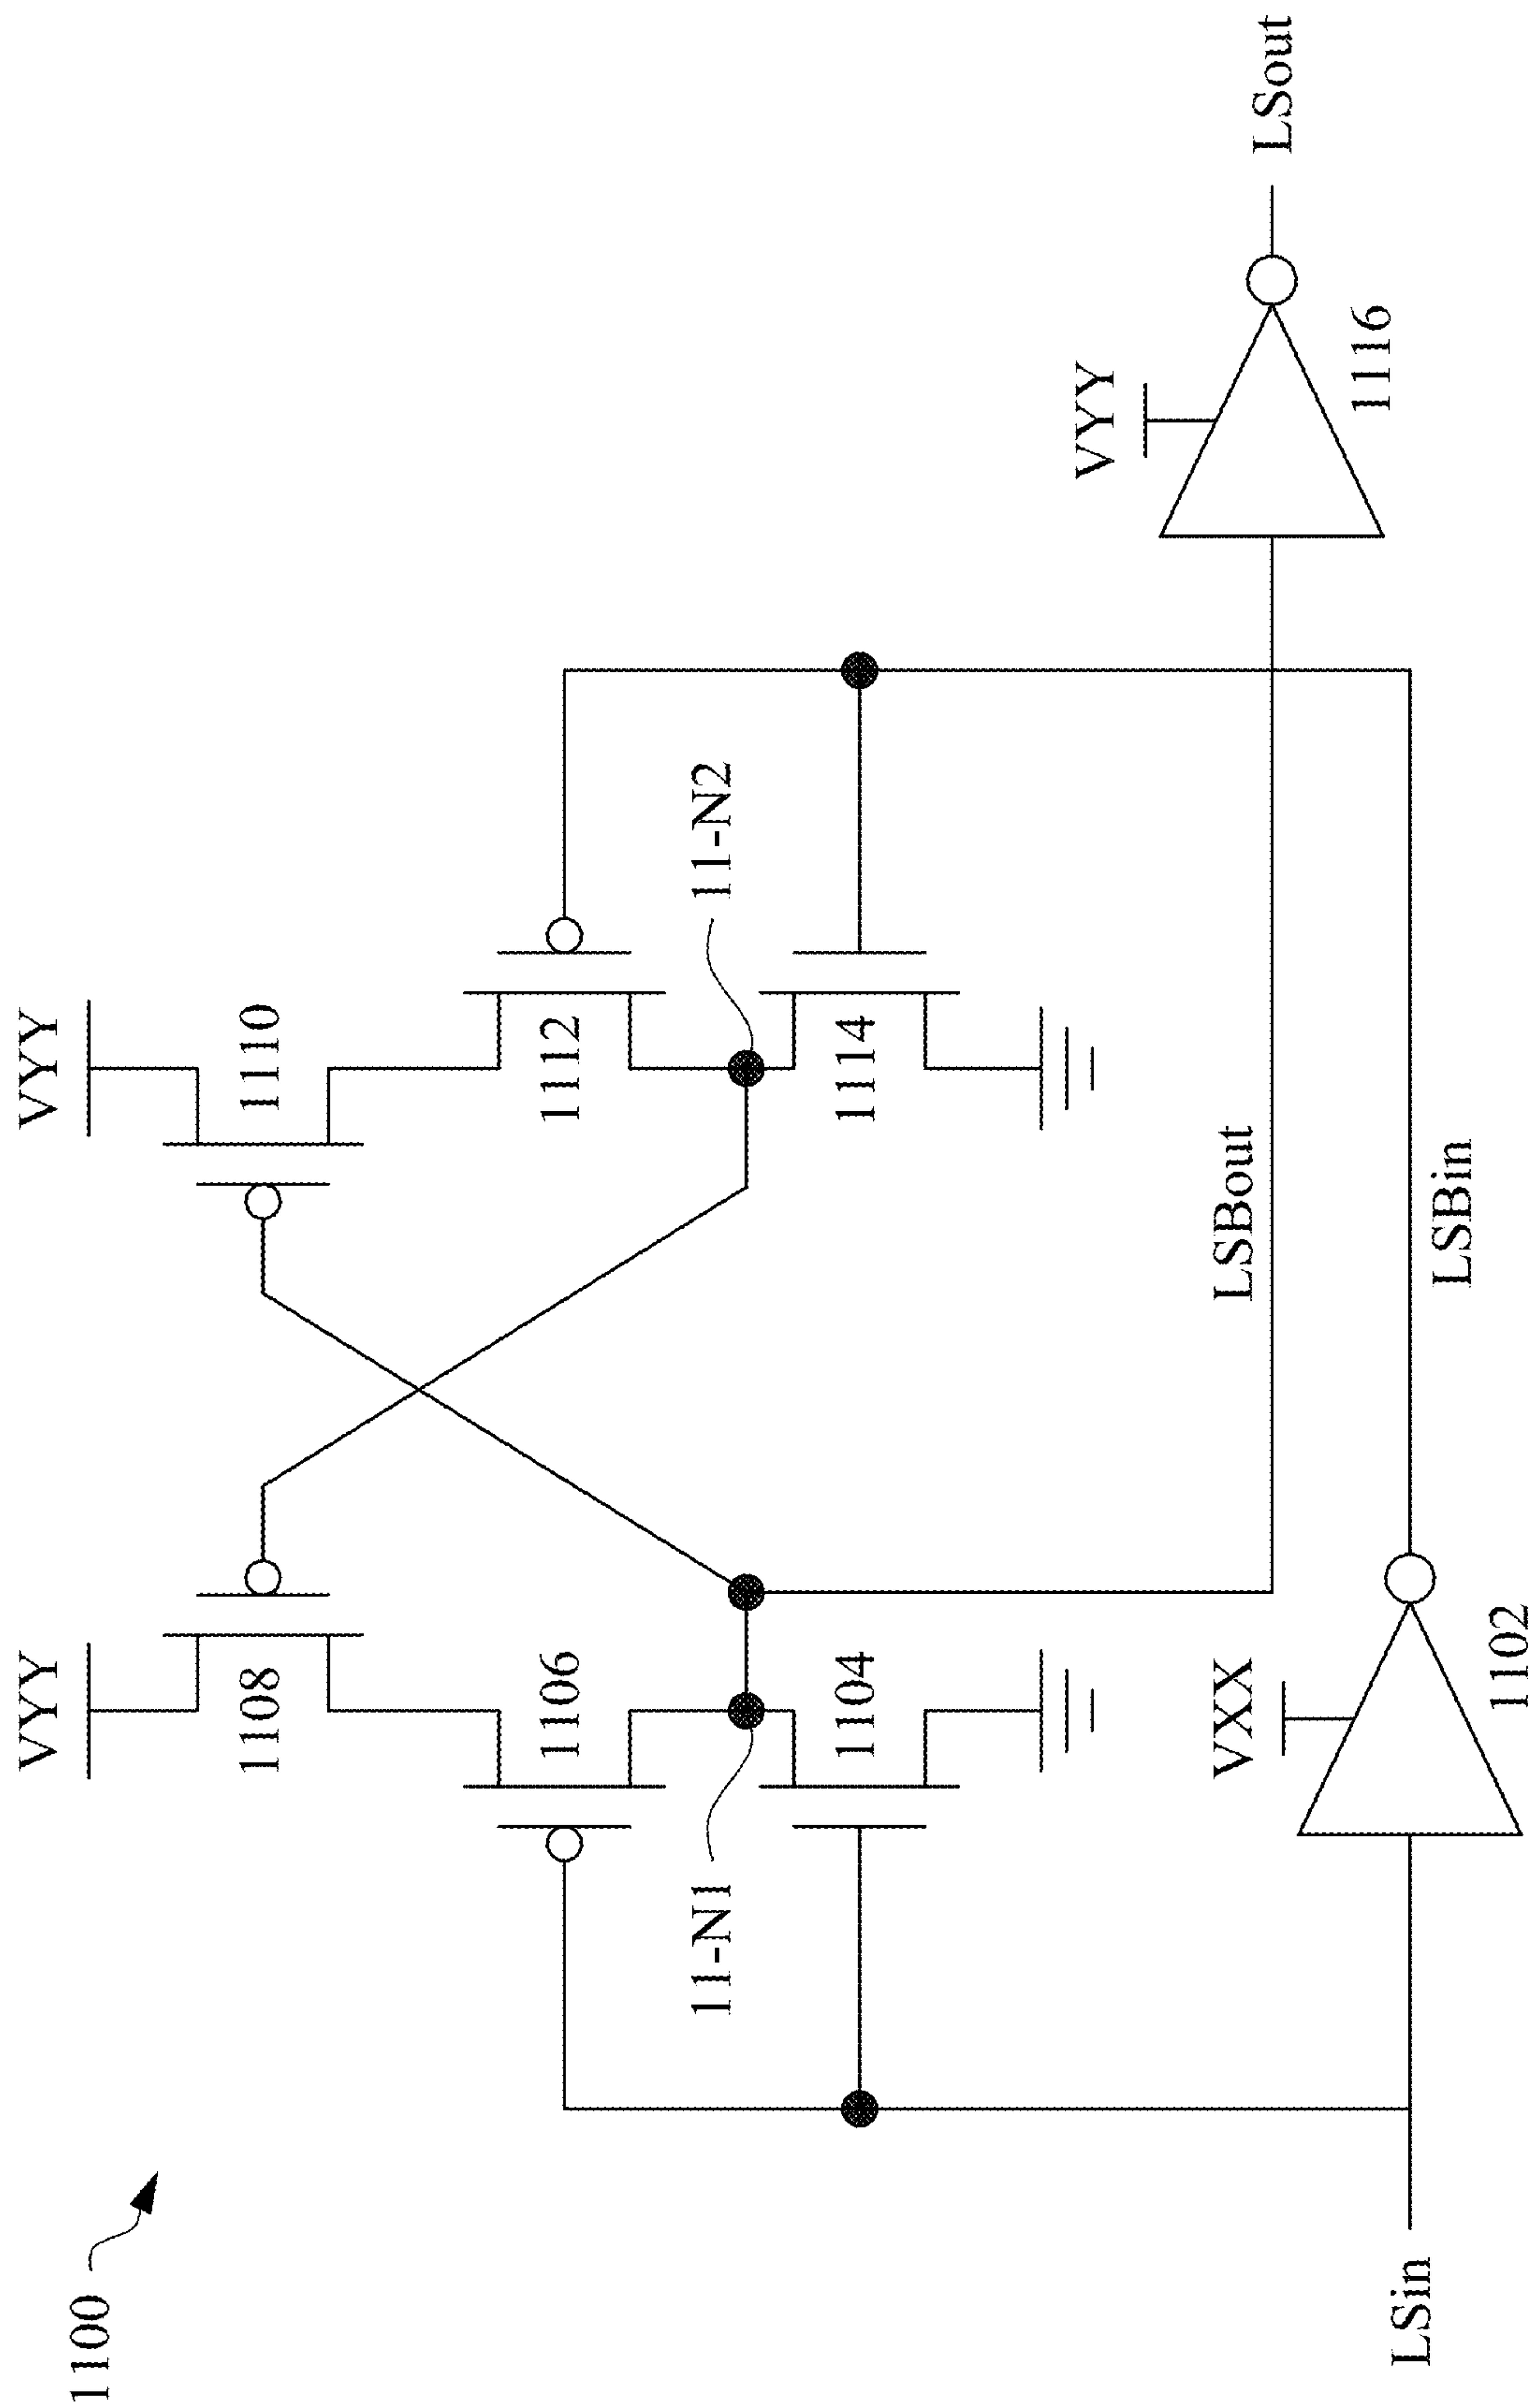 1100
VYY
VYY
1108
1110
1106
1112
11-N1
11-N2
1104
1114
VYY
VXX
LSBout
LSout
1116
LSin
LSBin
1102